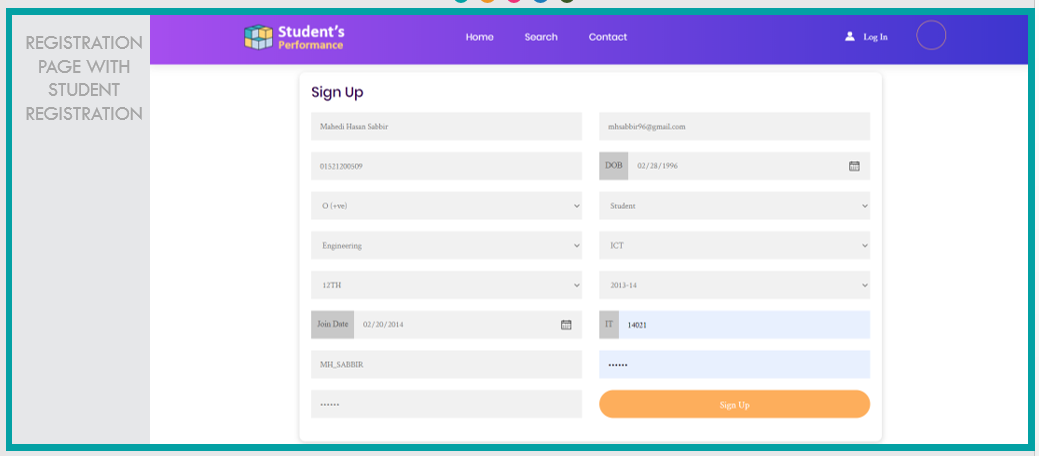 REGISTRATION
PAGE WITH
STUDENT
REGISTRATION
Student's
Performance
Home Search Contact Log In
Sign Up
Mahedi Hasan Sabbir mhsabbir96@gmail.com
01521200509 DOB 02/28/1996
O (+ve) Student
Engineering ICT
12TH 2013-14
Join Date 02/20/2014 IT 14021
MH_SABBIR ••••••
•••••• Sign Up